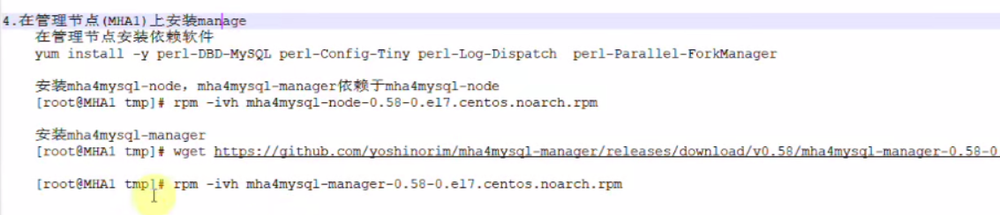 4.在管理节点(MHA1)上安装manage
在管理节点安装依赖软件
yum install -y perl-DBD-MySQL perl-Config-Tiny perl-Log-Dispatch  perl-Parallel-ForkManager
安装mha4mysql-node，mha4mysql-manager依赖于mha4mysql-node
[root@MHA1 tmp]# rpm -ivh mha4mysql-node-0.58-0.el7.centos.noarch.rpm
安装mha4mysql-manager
[root@MHA1 tmp]# wget https://github.com/yoshinorim/mha4mysql-manager/releases/download/v0.58/mha4mysql-manager-0.58-0
[root@MHA1 tmp]# rpm -ivh mha4mysql-manager-0.58-0.el7.centos.noarch.rpm